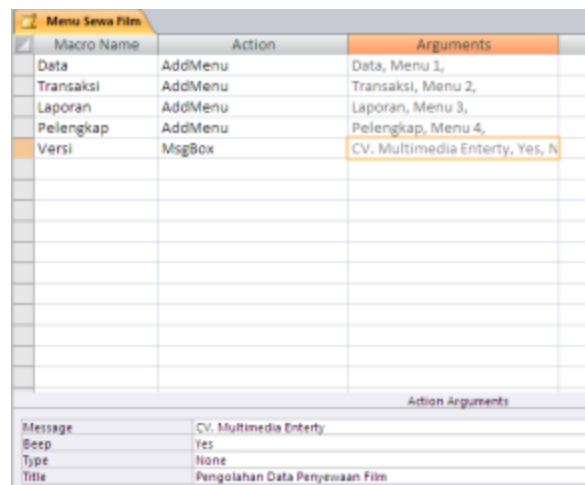 Menu Sewa Film
Macro Name Action Arguments
Data AddMenu Data, Menu 1,
Transaksi AddMenu Transaksi, Menu 2,
Laporan AddMenu Laporan, Menu 3,
Pelengkap AddMenu Pelengkap, Menu 4,
Versi MsgBox CV. Multimedia Enterty, Yes, N
Action Arguments
Message CV. Multimedia Enterty
Beep Yes
Type None
Title Pengolahan Data Penyewaan Film